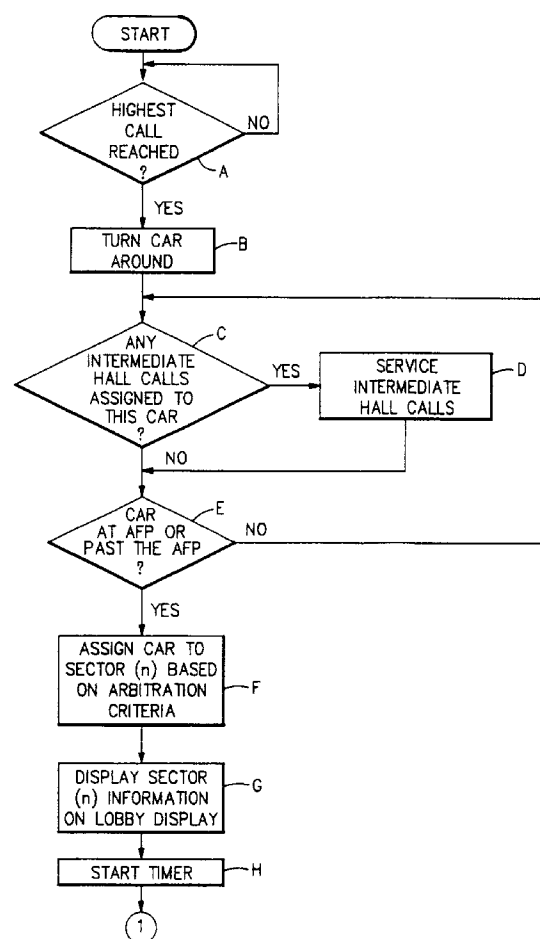 START
HIGHEST
CALL
REACHED
?
NO
A
YES
TURN CAR
AROUND
B
ANY
INTERMEDIATE
HALL CALLS
ASSIGNED TO
THIS CAR
?
C
YES
SERVICE
INTERMEDIATE
HALL CALLS
D
NO
CAR
AT AFP OR
PAST THE AFP
?
E
NO
YES
ASSIGN CAR TO
SECTOR (n) BASED
ON ARBITRATION
CRITERIA
F
DISPLAY SECTOR
(n) INFORMATION
ON LOBBY DISPLAY
G
START TIMER
H
1